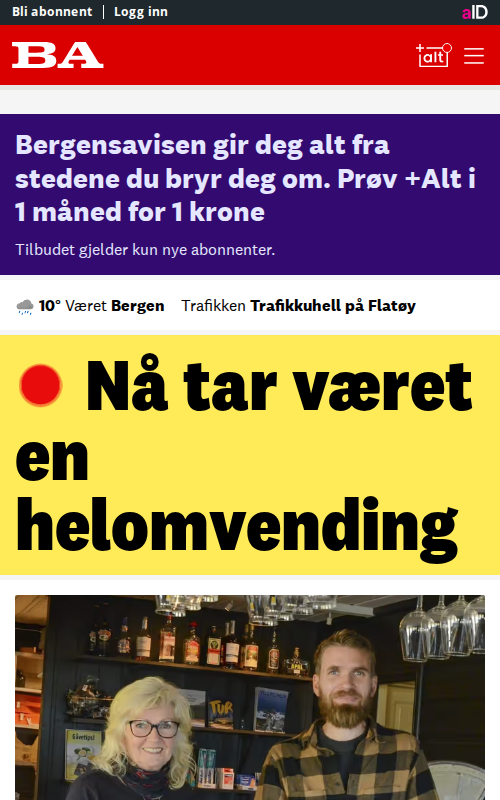 Bli abonnent | Logg inn
aID
BA
+alt
Bergensavisen gir deg alt fra
stedene du bryr deg om. Prøv +Alt i
1 måned for 1 krone
Tilbudet gjelder kun nye abonnenter.
10° Været Bergen Trafikken Trafikkuhell på Flatøy
Nå tar været
en
helomvending
TUR